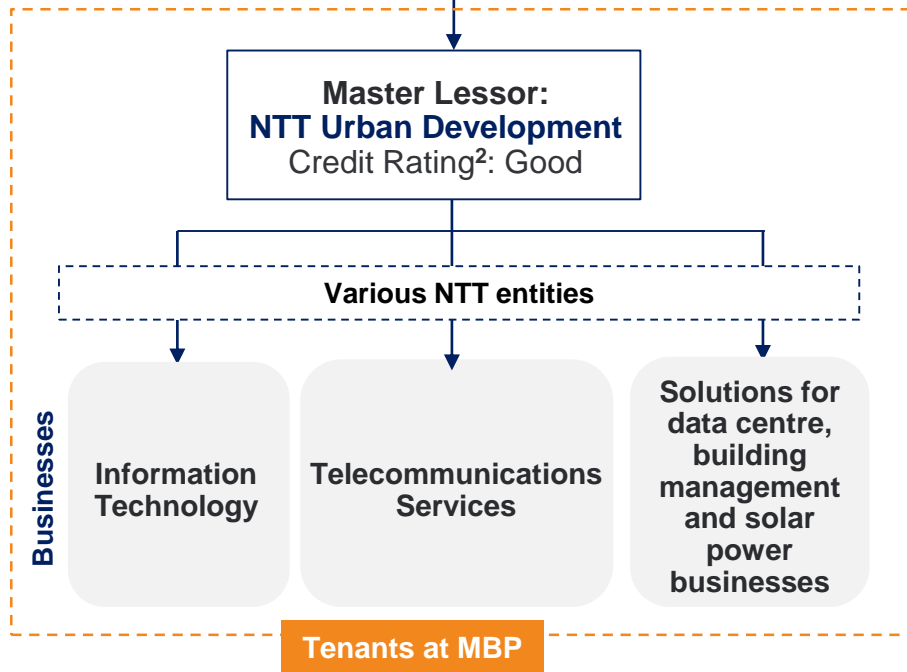 Master Lessor:
NTT Urban Development
Credit Rating²: Good
Various NTT entities
Businesses
Information
Technology
Telecommunications
Services
Solutions for
data centre,
building
management
and solar
power
businesses
Tenants at MBP